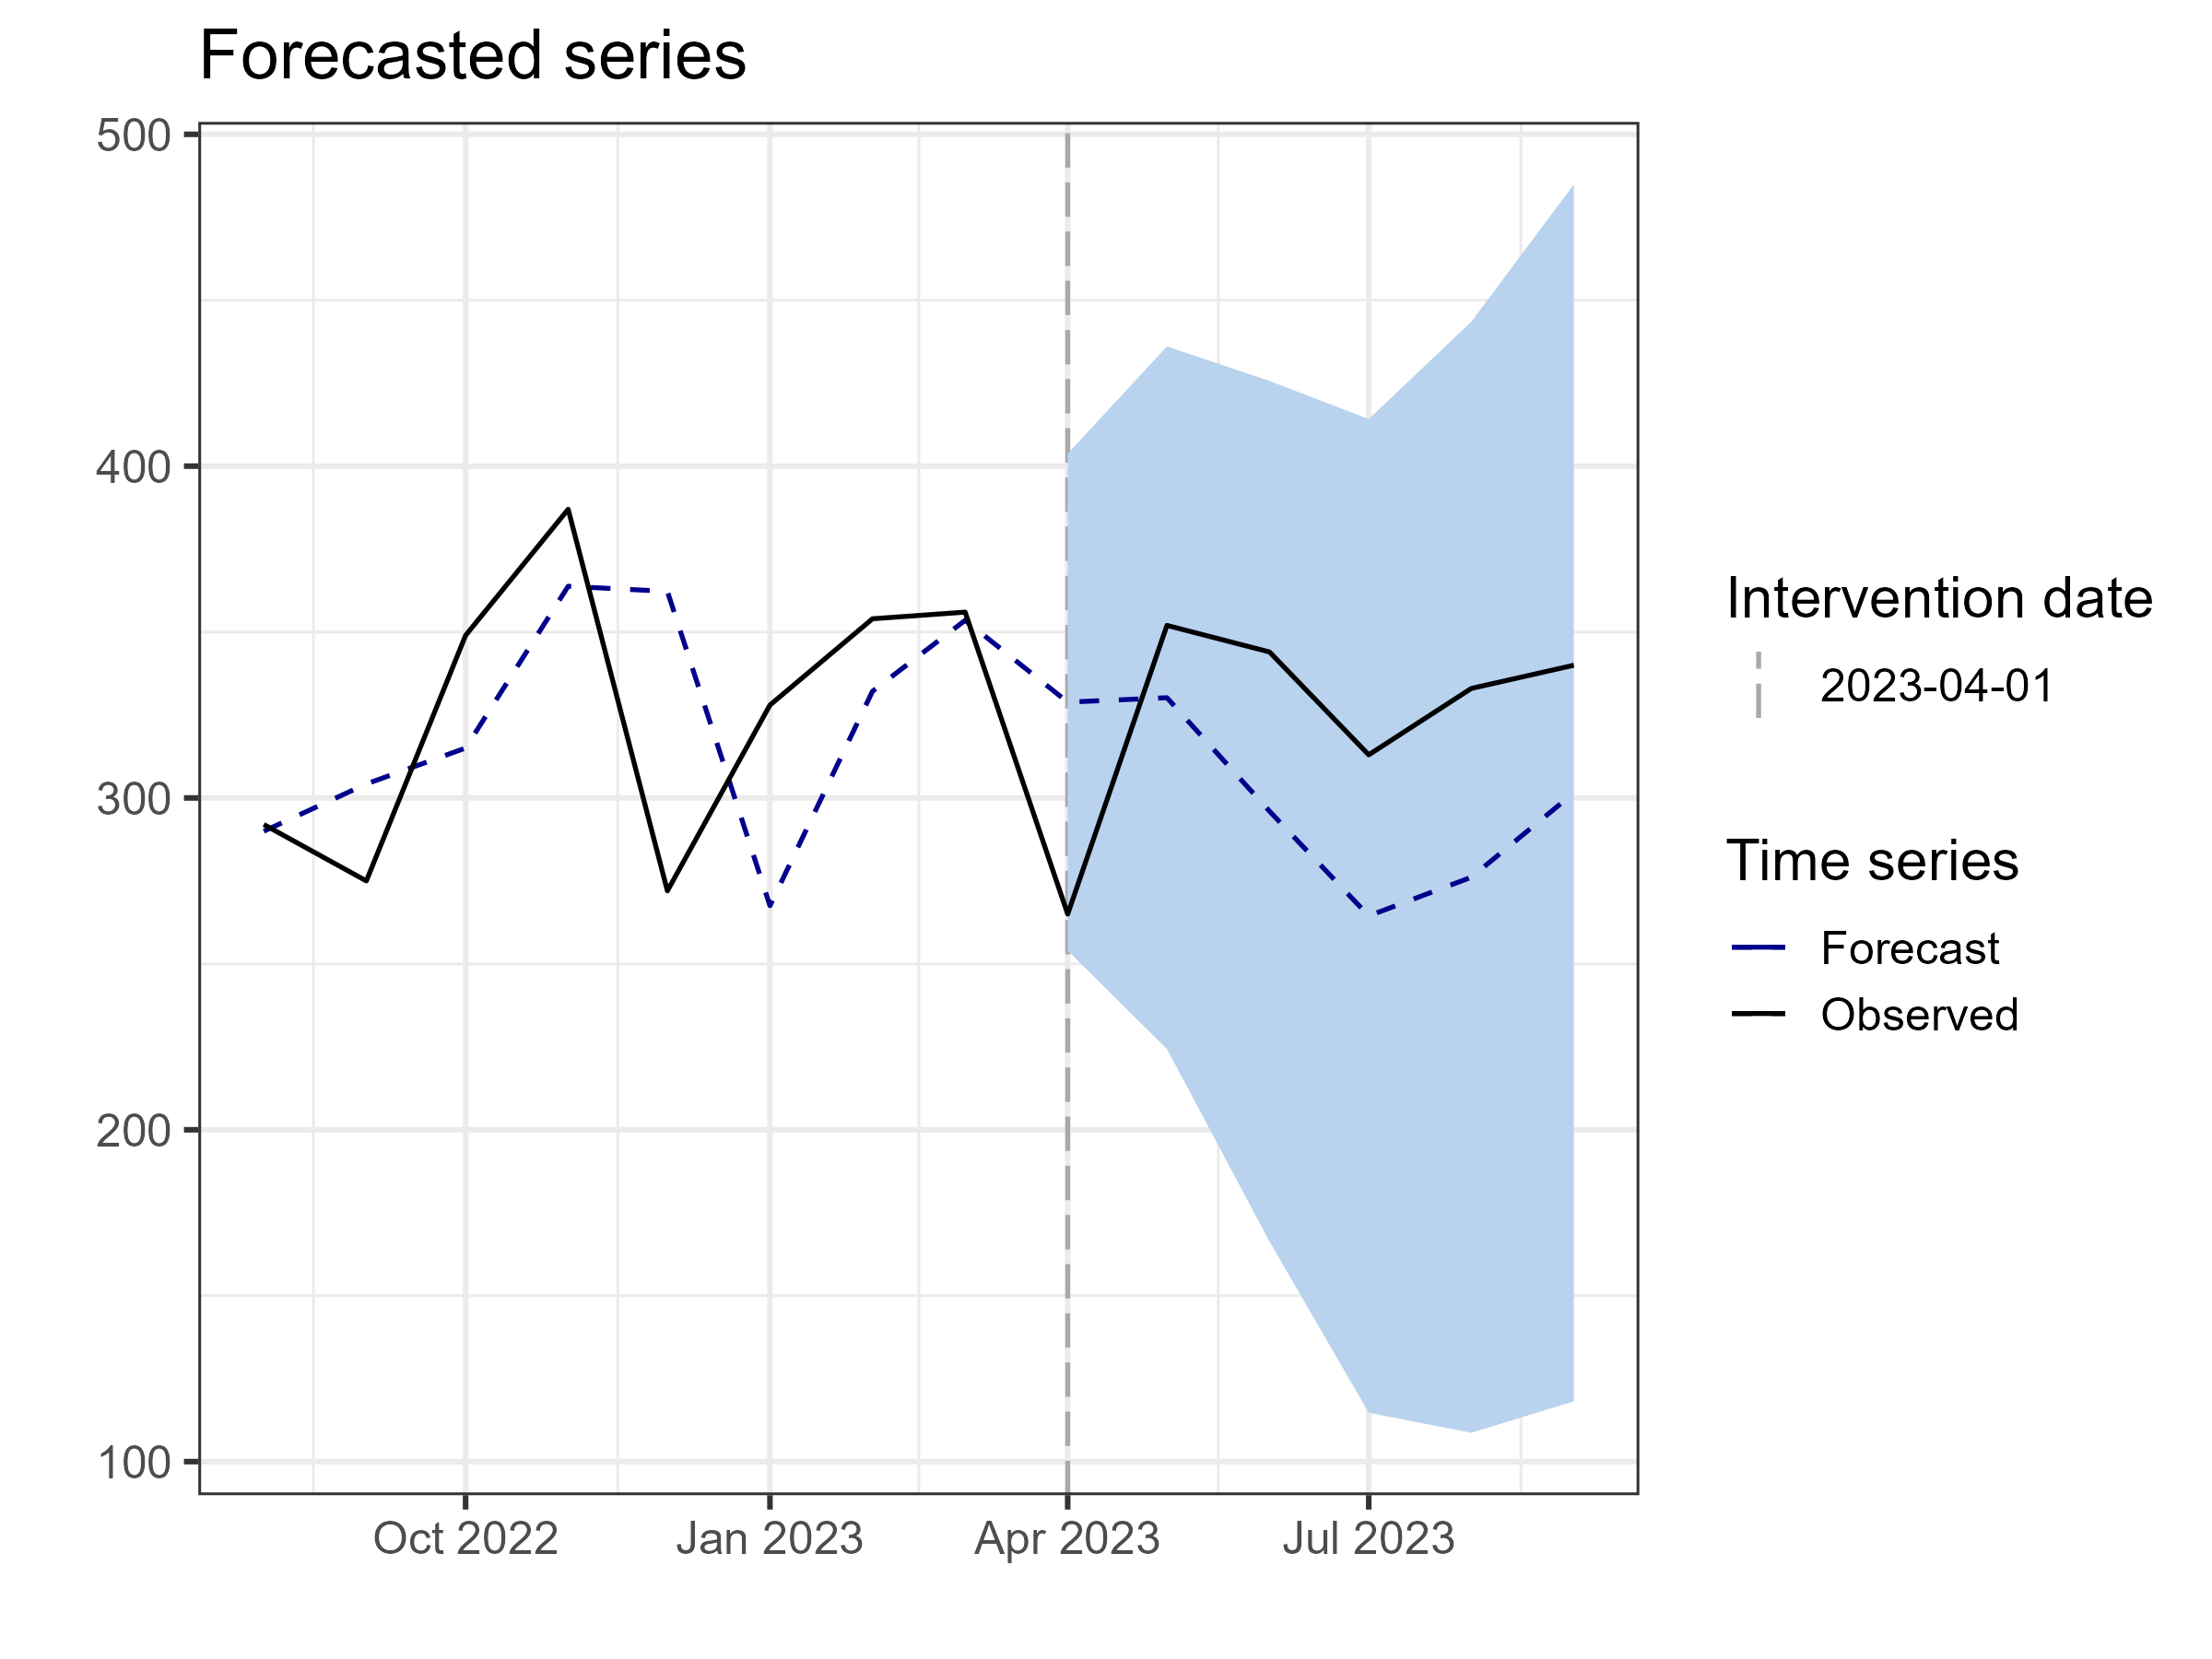 Forecasted series
500
400
300
200
100
Oct 2022
Jan 2023
Apr 2023
Jul 2023
Intervention date
2023-04-01
Time series
Forecast
Observed